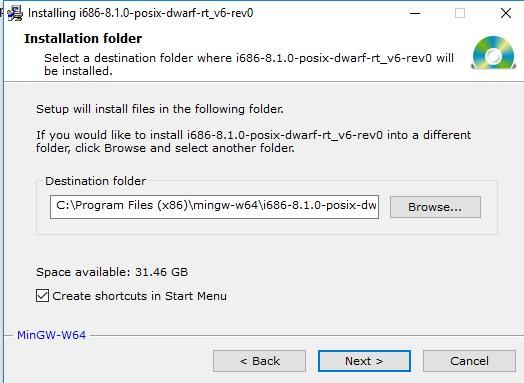 Installing i686-8.1.0-posix-dwarf-rt_v6-rev0
Installation folder
Select a destination folder where i686-8.1.0-posix-dwarf-rt_v6-rev0 will
be installed.
Setup will install files in the following folder.
If you would like to install i686-8.1.0-posix-dwarf-rt_v6-rev0 into a different
folder, click Browse and select another folder.
Destination folder
C:\Program Files (x86)\mingw-w64\i686-8.1.0-posix-dw
Browse...
Space available: 31.46 GB
Create shortcuts in Start Menu
MinGW-W64
< Back
Next >
Cancel